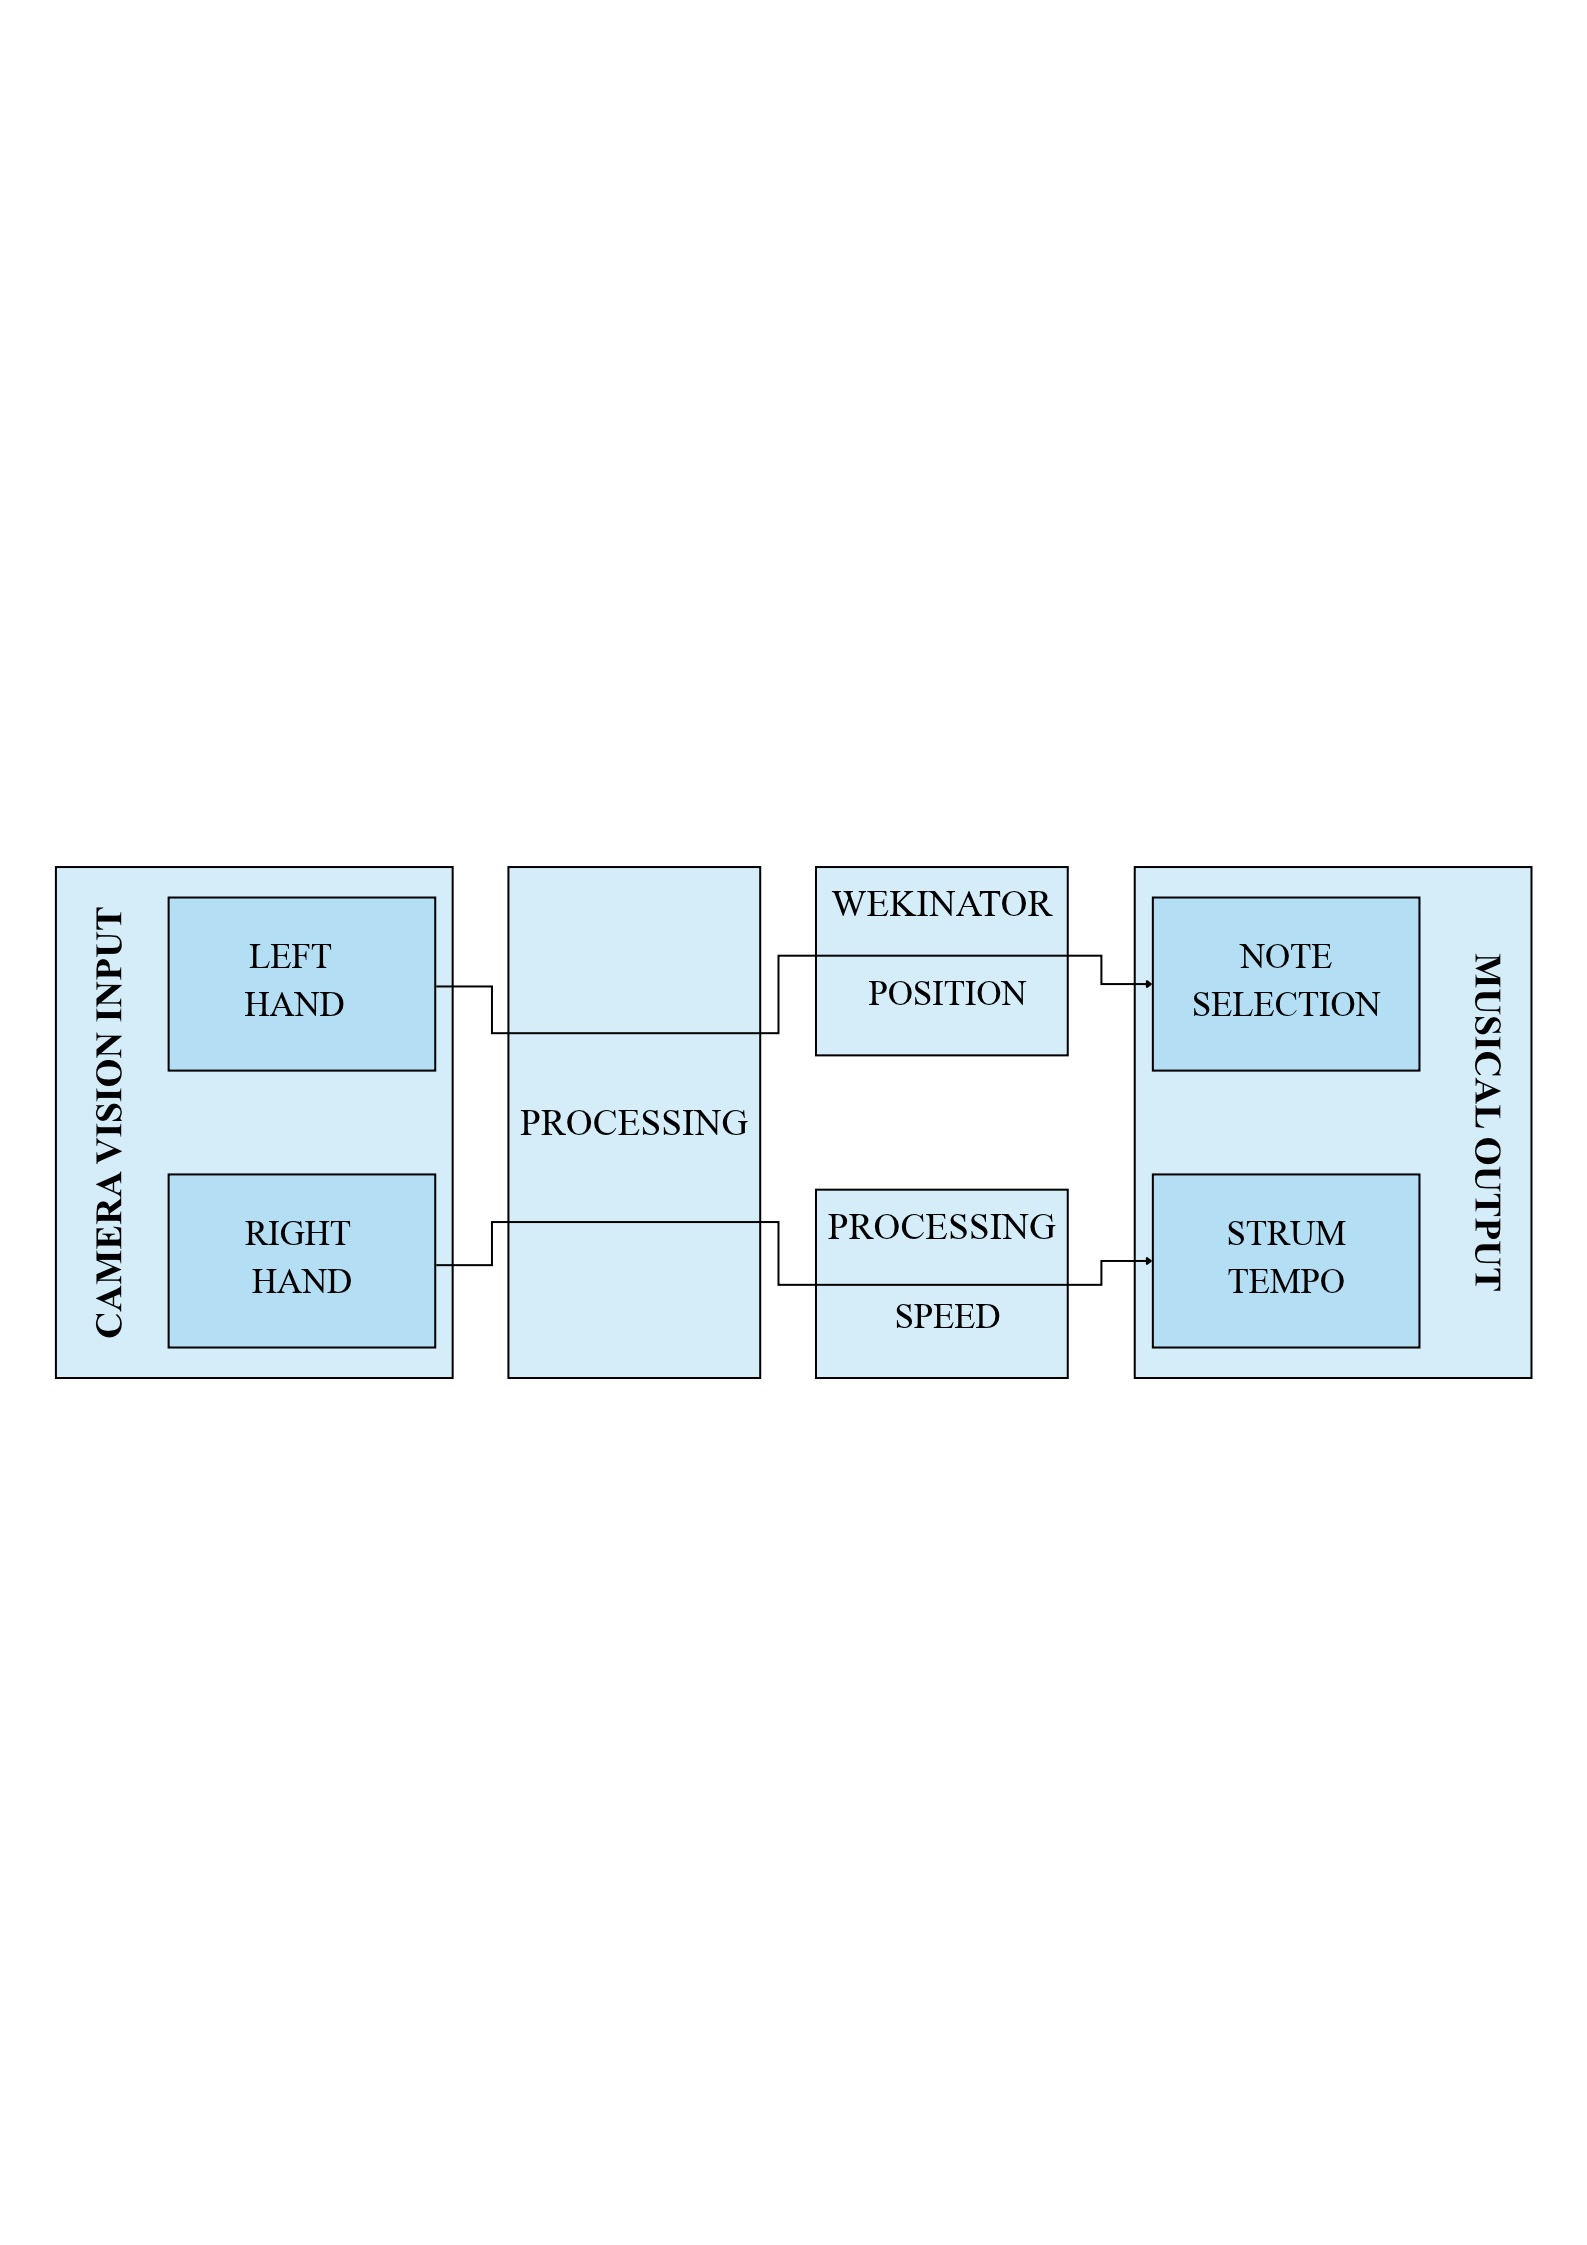 CAMERA VISION INPUT
LEFT
HAND
RIGHT
HAND
PROCESSING
WEKINATOR
POSITION
PROCESSING
SPEED
NOTE
SELECTION
STRUM
TEMPO
MUSICAL OUTPUT